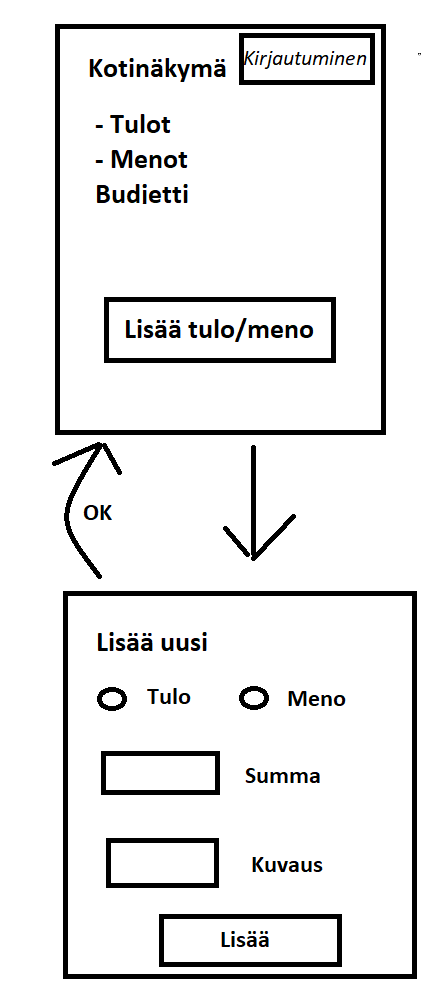 Kotinäkymä
Kirjautuminen
- Tulot
- Menot
Budjetti
Lisää tulo/meno
OK
Lisää uusi
Tulo
Meno
Summa
Kuvaus
Lisää